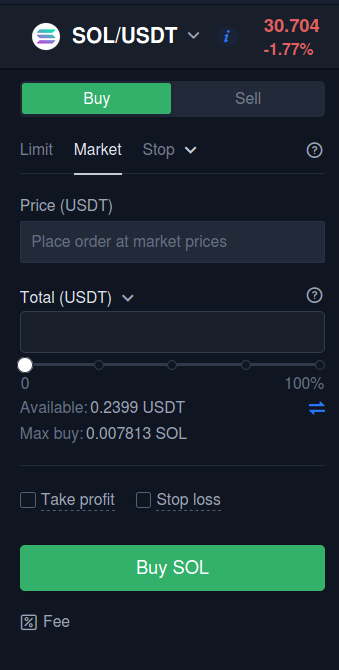 SOL/USDT i 30.704
-1.77%
Buy Sell
Limit Market Stop ?
Price (USDT)
Place order at market prices
Total (USDT) ?
0 100%
Available: 0.2399 USDT
Max buy: 0.007813 SOL
Take profit Stop loss
Buy SOL
% Fee